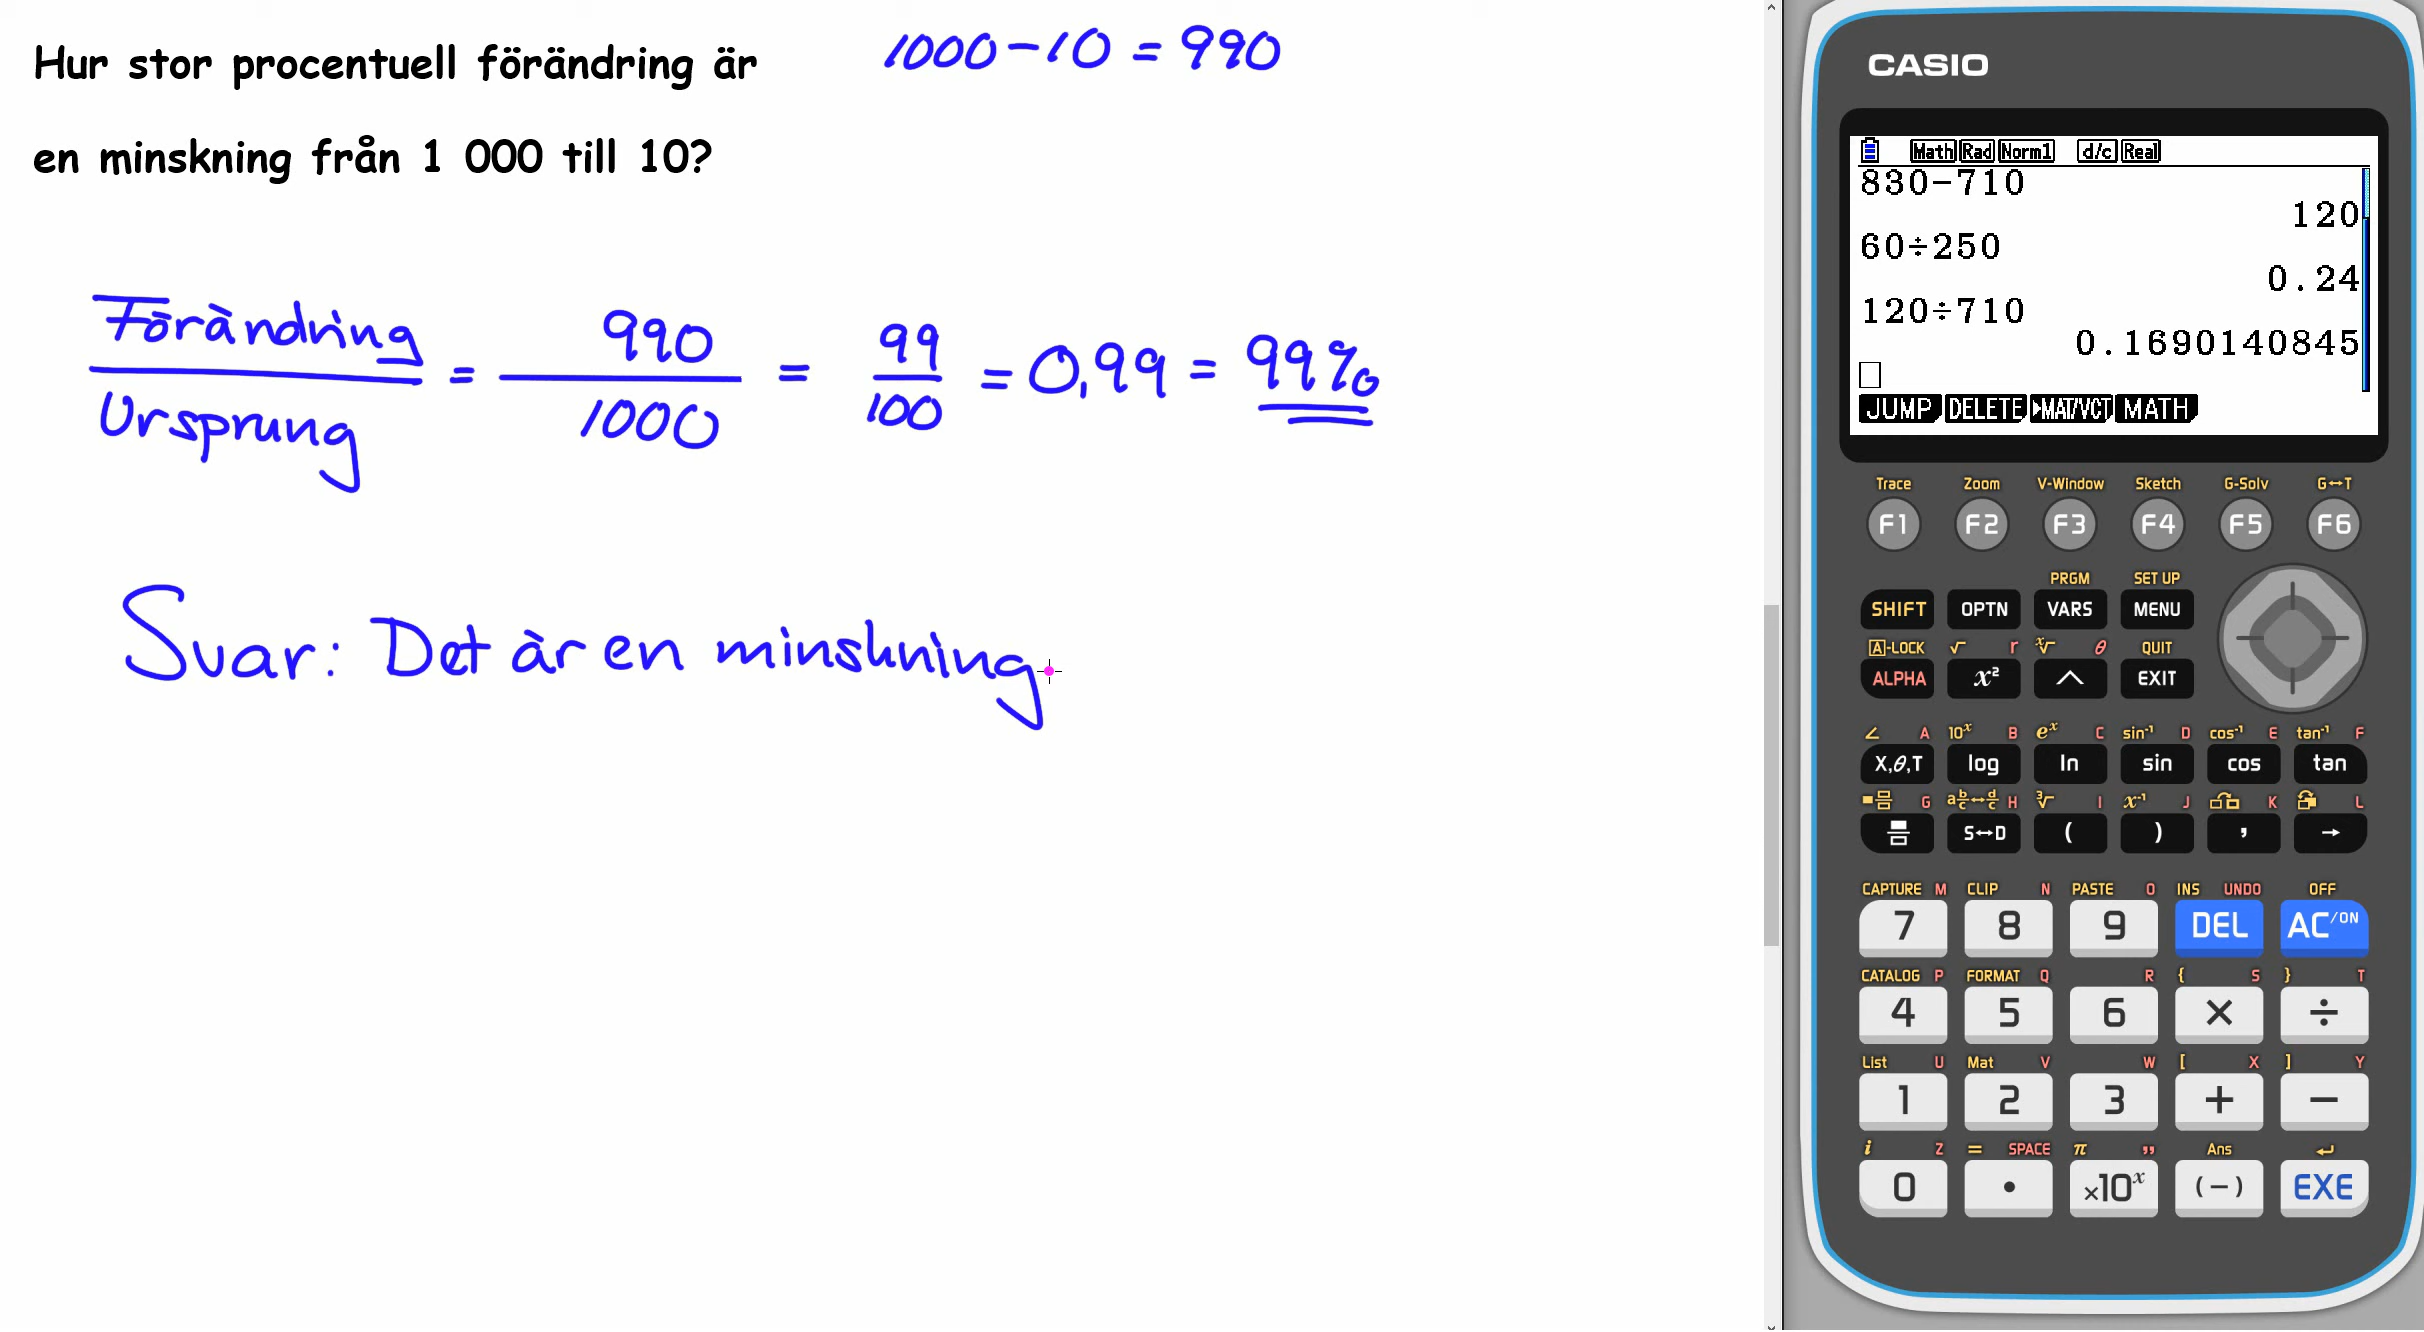 Hur stor procentuell förändring är
en minskning från 1 000 till 10?
1000 - 10 = 990
Förändring / Ursprung = 990 / 1000 = 99 / 100 = 0,99 = 99%
Svar: Det är en minskning
CASIO
Math Rad Norm1 d/c Real
830-710
120
60÷250
0.24
120÷710
0.1690140845
JUMP DELETE ▶MAT/VCT MATH
Trace Zoom V-Window Sketch G-Solv G↔T
F1 F2 F3 F4 F5 F6
PRGM SET UP
SHIFT OPTN VARS MENU
A-LOCK √ r ˣ√ θ QUIT
ALPHA x² ^ EXIT
∠ A 10ˣ B eˣ C sin⁻¹ D cos⁻¹ E tan⁻¹ F
X,θ,T log ln sin cos tan
G a b/c↔d/c H ³√ I x⁻¹ J K L
S↔D ( ) , →
CAPTURE M CLIP N PASTE O INS UNDO OFF
7 8 9 DEL AC/ON
CATALOG P FORMAT Q R { S } T
4 5 6 × ÷
List U Mat V W [ X ] Y
1 2 3 + −
i Z = SPACE π " Ans ↵
0 • ×10ˣ (−) EXE